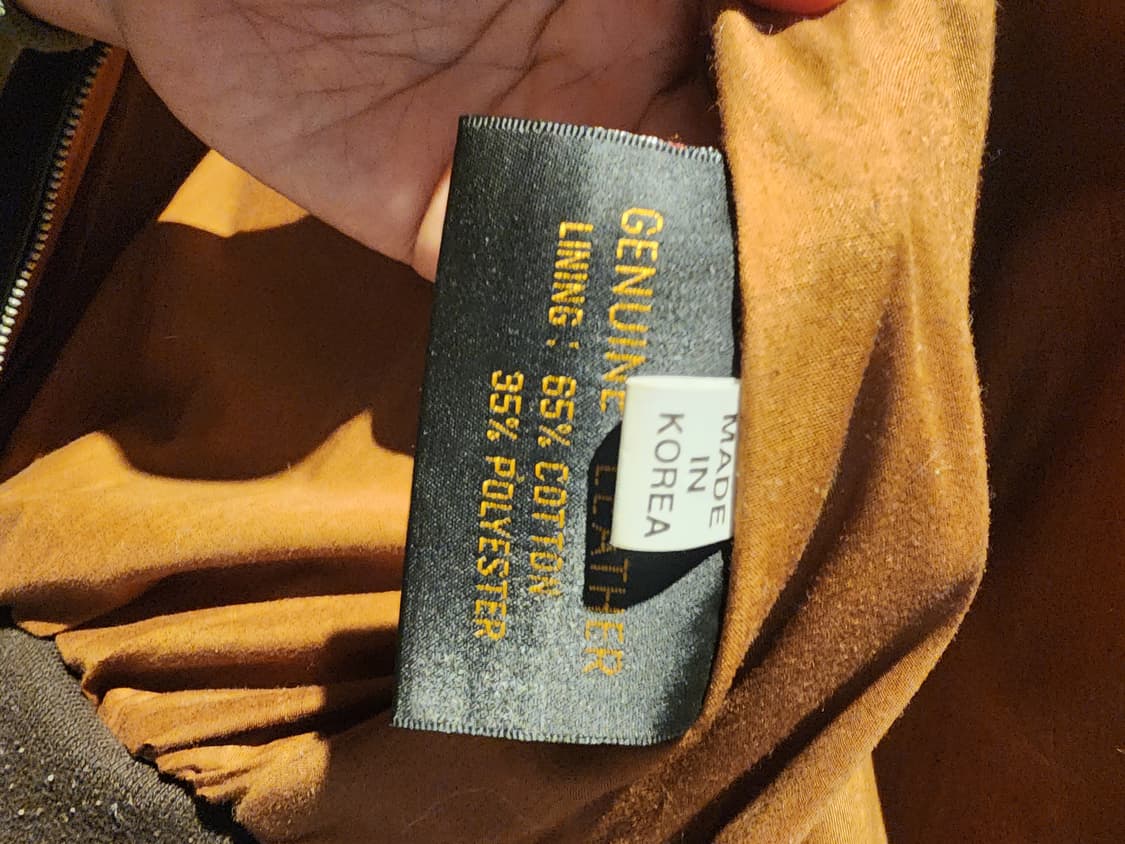 GENUINE LEATHER
LINING : 65% COTTON
35% POLYESTER
MADE
IN
KOREA